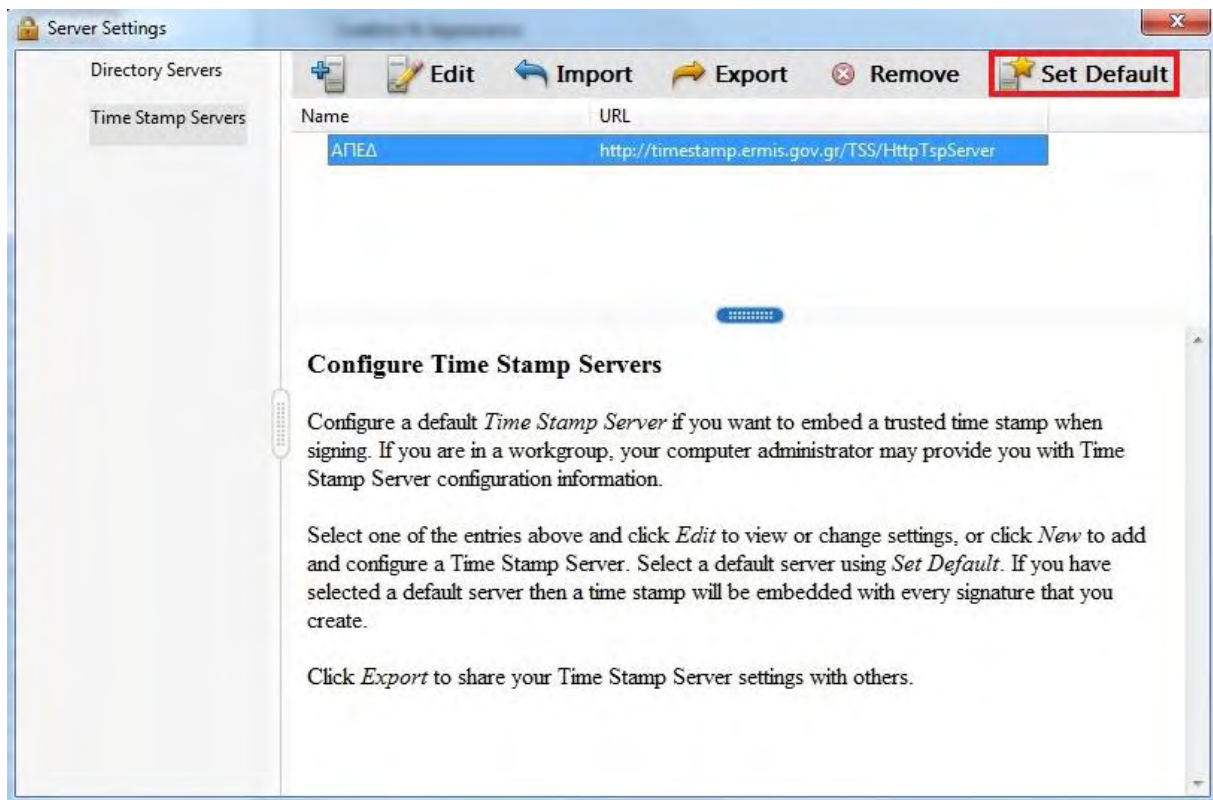 Server Settings
Directory Servers
Time Stamp Servers
Edit Import Export Remove Set Default
Name URL
ΑΠΕΔ http://timestamp.ermis.gov.gr/TSS/HttpTspServer
Configure Time Stamp Servers
Configure a default Time Stamp Server if you want to embed a trusted time stamp when
signing. If you are in a workgroup, your computer administrator may provide you with Time
Stamp Server configuration information.
Select one of the entries above and click Edit to view or change settings, or click New to add
and configure a Time Stamp Server. Select a default server using Set Default. If you have
selected a default server then a time stamp will be embedded with every signature that you
create.
Click Export to share your Time Stamp Server settings with others.